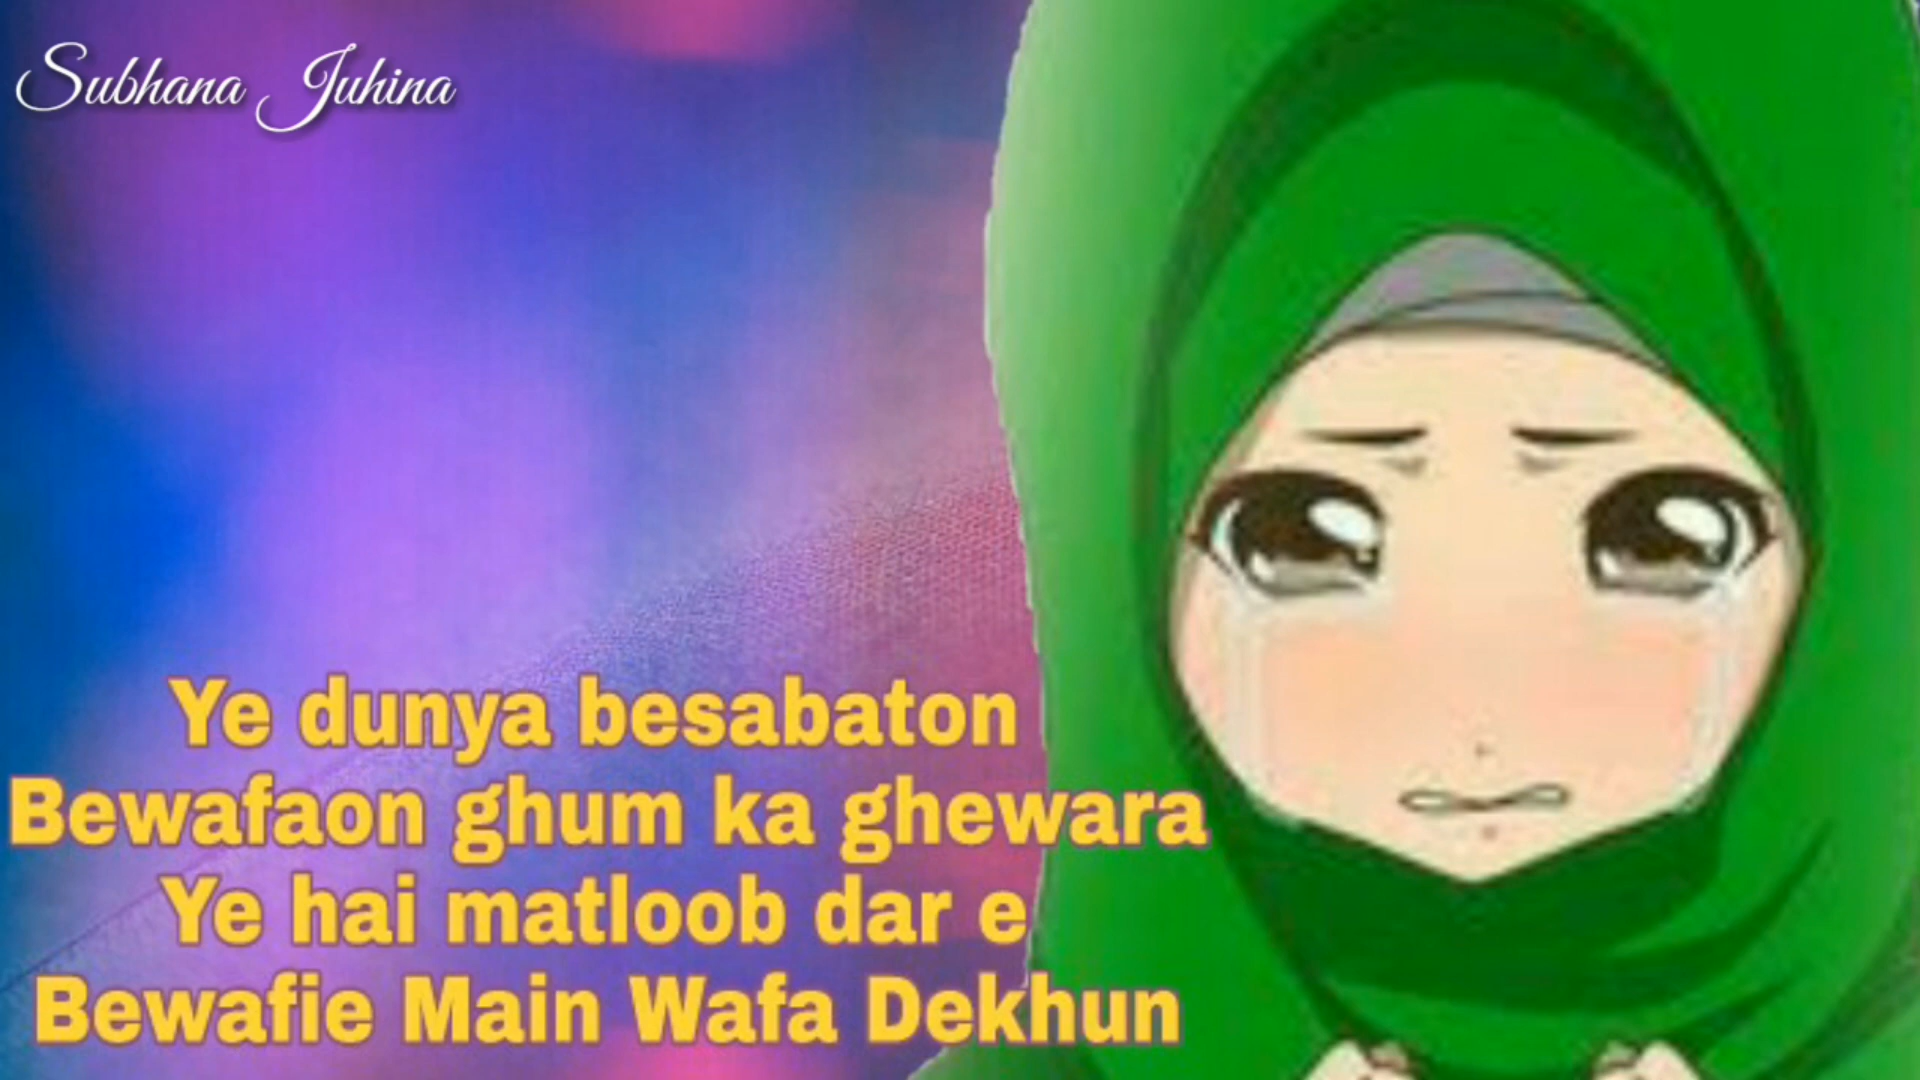 Subhana Juhina
Ye dunya besabaton
Bewafaon ghum ka ghewara
Ye hai matloob dar e
Bewafie Main Wafa Dekhun